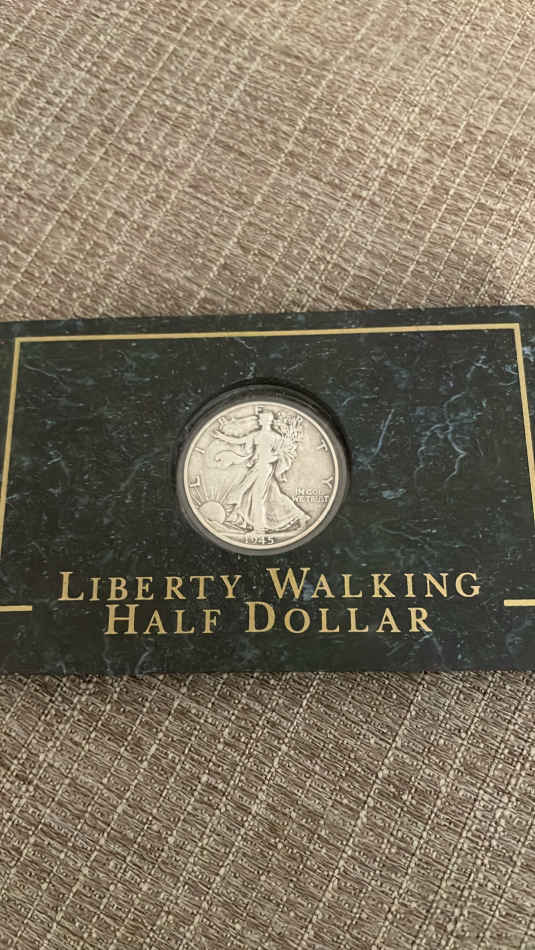 LIBERTY
IN GOD
WE TRUST
1945
LIBERTY WALKING
HALF DOLLAR